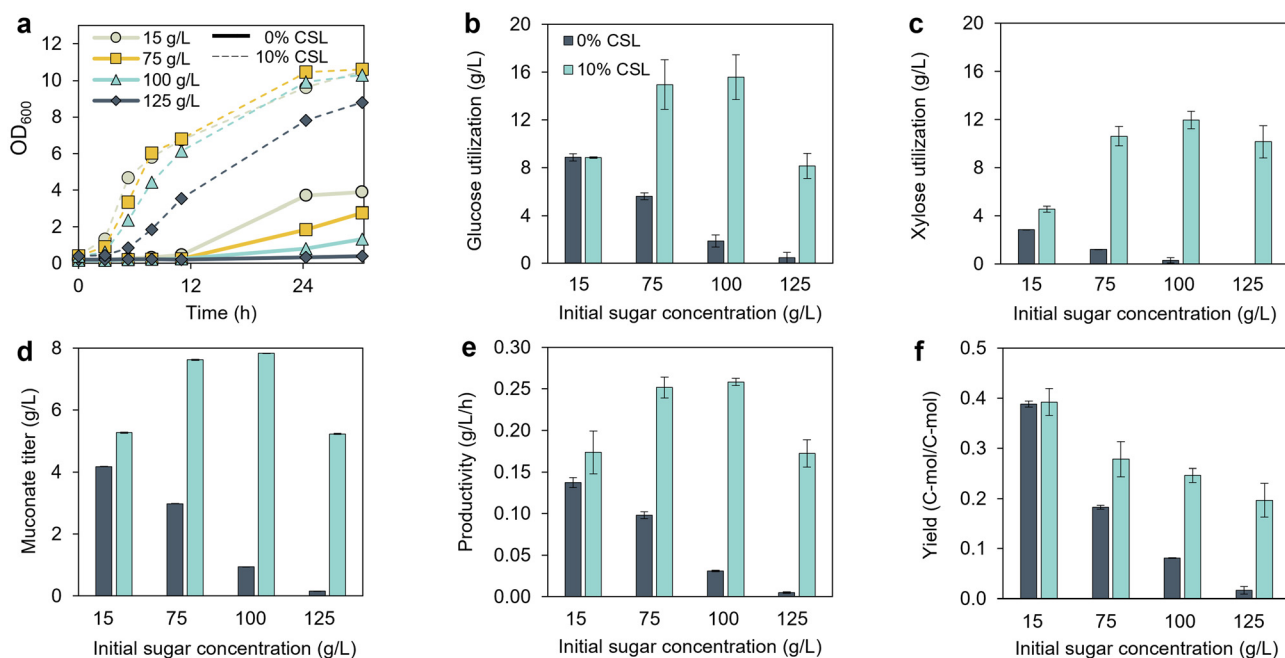 a
15 g/L
75 g/L
100 g/L
125 g/L
0% CSL
10% CSL
12
10
8
6
4
2
0
OD600
0
12
24
Time (h)
b
0% CSL
10% CSL
20
16
12
8
4
0
Glucose utilization (g/L)
15
75
100
125
Initial sugar concentration (g/L)
c
20
16
12
8
4
0
Xylose utilization (g/L)
15
75
100
125
Initial sugar concentration (g/L)
d
8
6
4
2
0
Muconate titer (g/L)
15
75
100
125
Initial sugar concentration (g/L)
e
0.30
0.25
0.20
0.15
0.10
0.05
0.00
Productivity (g/L/h)
15
75
100
125
Initial sugar concentration (g/L)
f
0.5
0.4
0.3
0.2
0.1
0.0
Yield (C-mol/C-mol)
15
75
100
125
Initial sugar concentration (g/L)